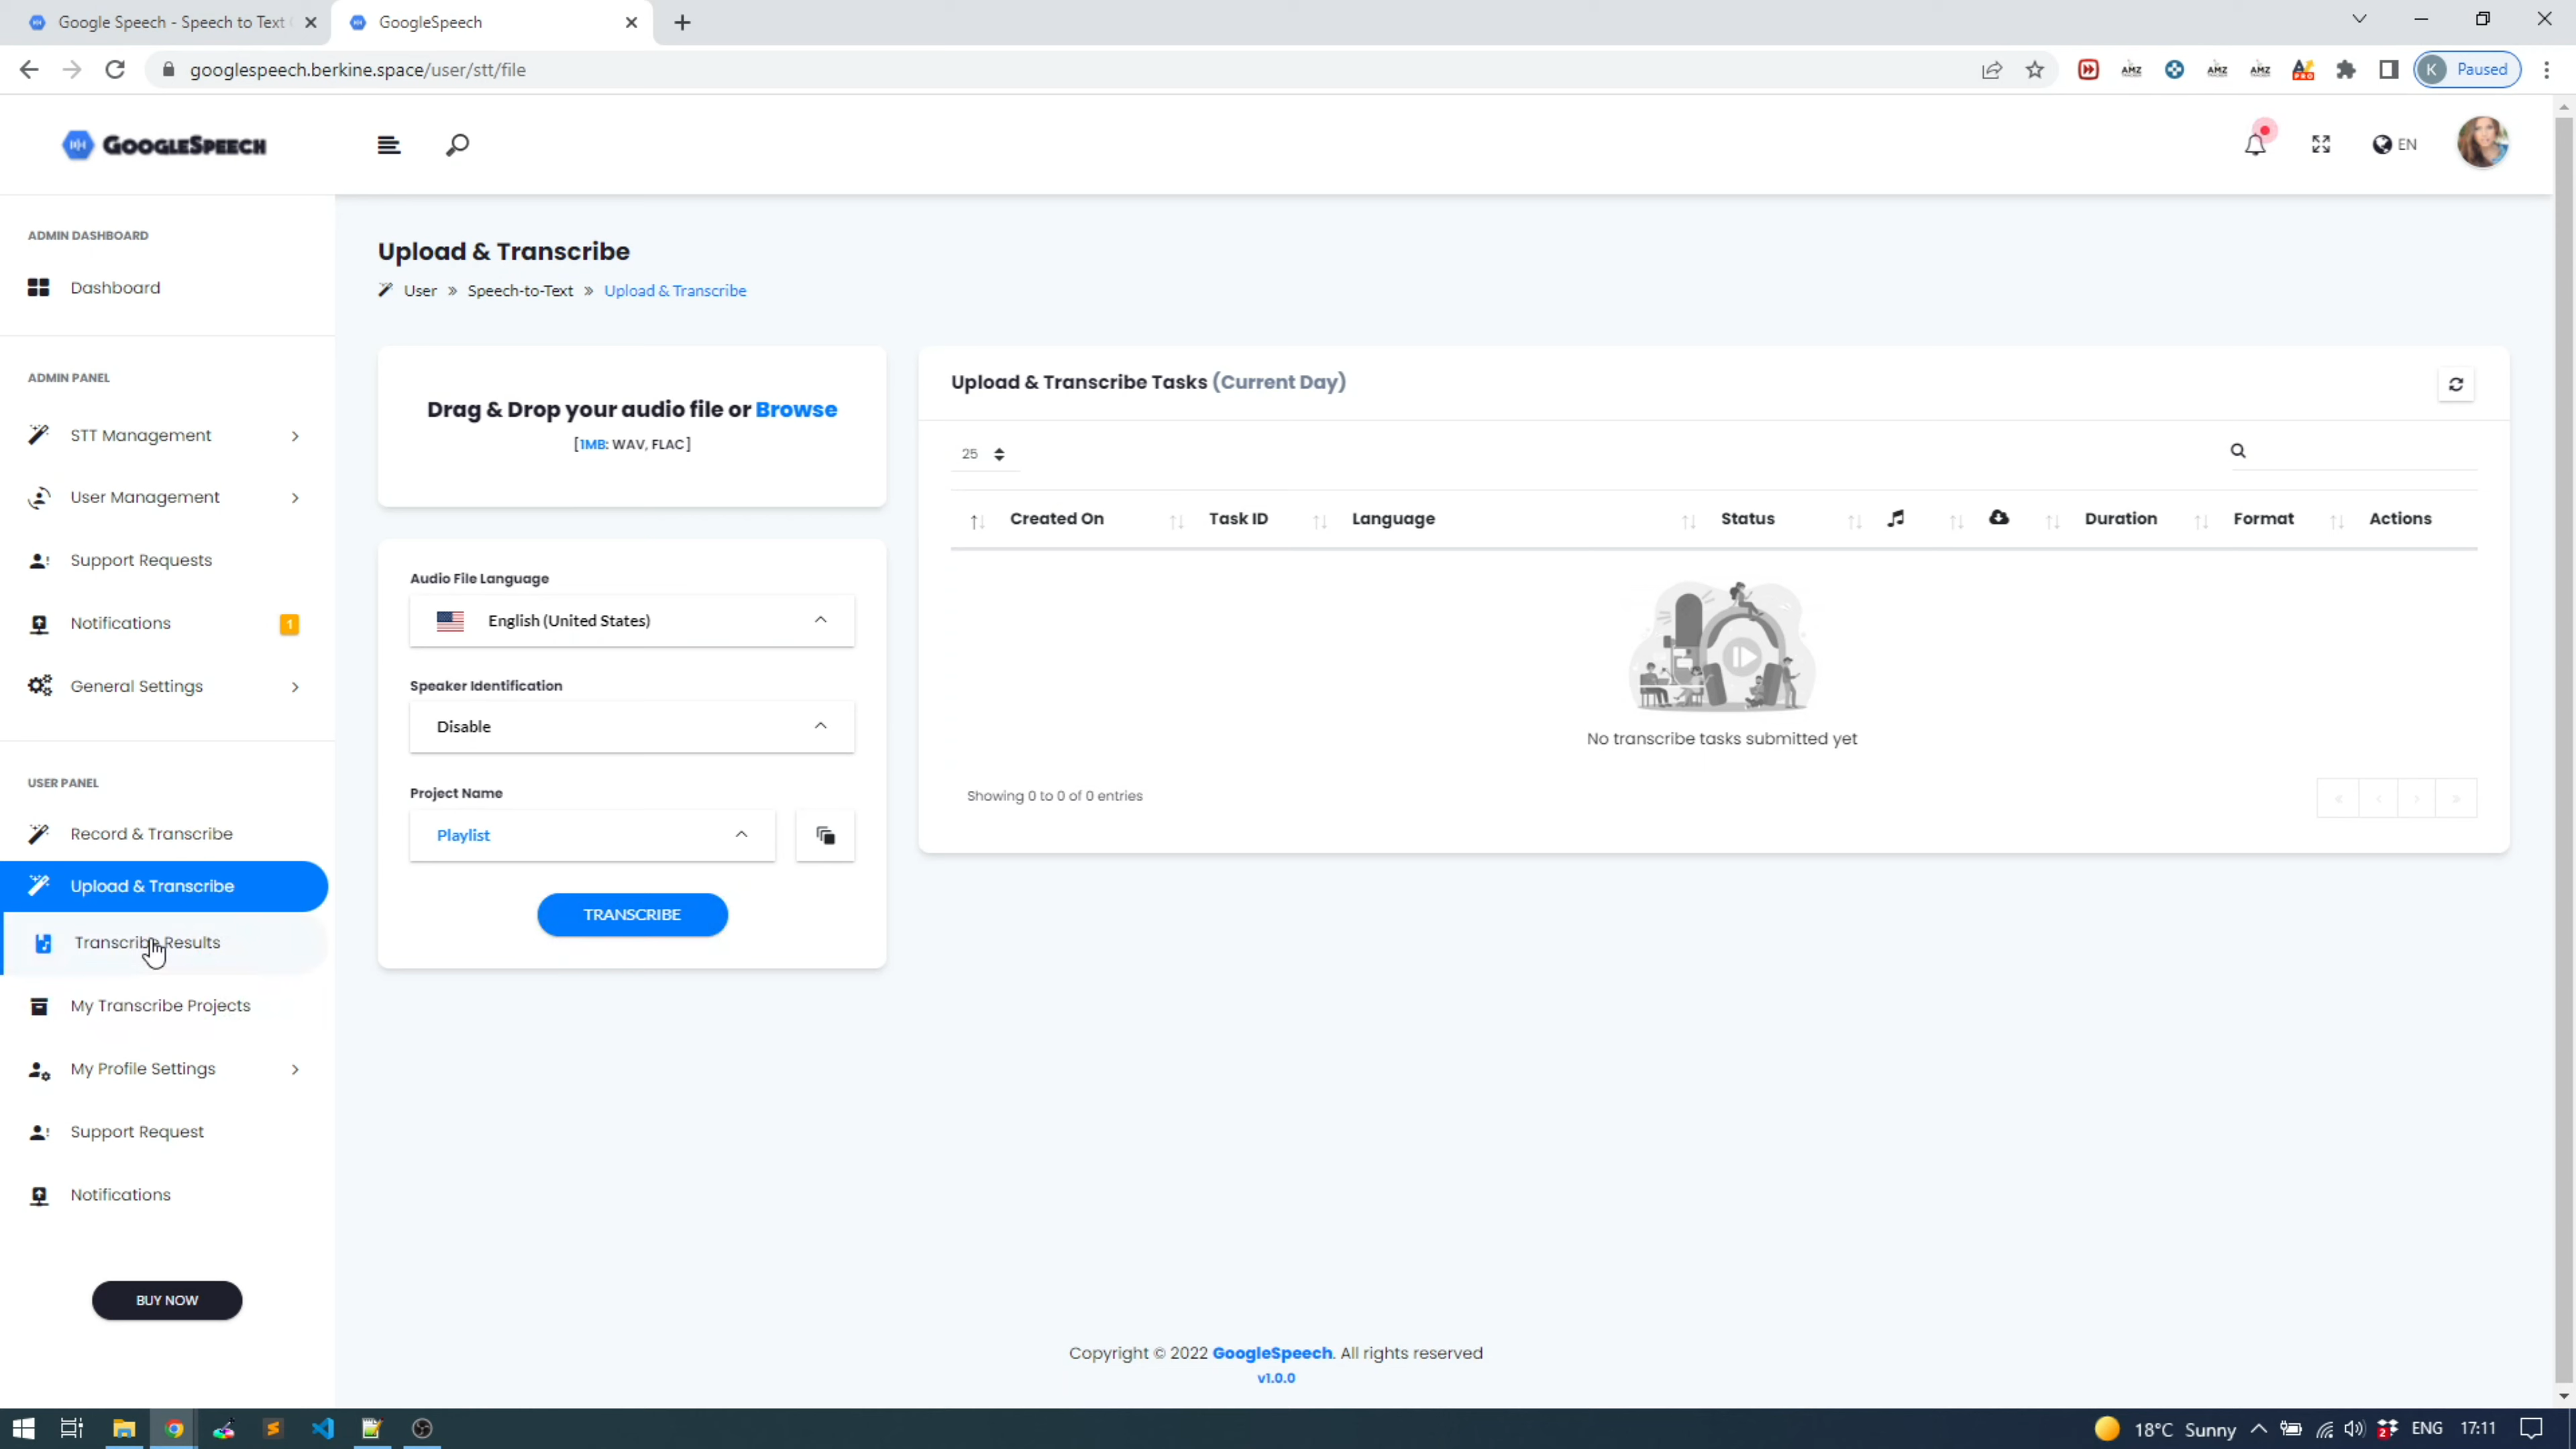 Google Speech - Speech to Text
GoogleSpeech
googlespeech.berkine.space/user/stt/file
AMZ
AMZ
AMZ
PRO
K
Paused
GOOGLESPEECH
EN
ADMIN DASHBOARD
Dashboard
ADMIN PANEL
STT Management
User Management
Support Requests
Notifications
1
General Settings
USER PANEL
Record & Transcribe
Upload & Transcribe
Transcribe Results
My Transcribe Projects
My Profile Settings
Support Request
Notifications
BUY NOW
Upload & Transcribe
User » Speech-to-Text » Upload & Transcribe
Drag & Drop your audio file or Browse
[1MB: WAV, FLAC]
Audio File Language
English (United States)
Speaker Identification
Disable
Project Name
Playlist
TRANSCRIBE
Upload & Transcribe Tasks (Current Day)
25
Created On Task ID Language Status Duration Format Actions
No transcribe tasks submitted yet
Showing 0 to 0 of 0 entries
« ‹ › »
Copyright © 2022 GoogleSpeech. All rights reserved
v1.0.0
18°C Sunny
2
ENG
17:11